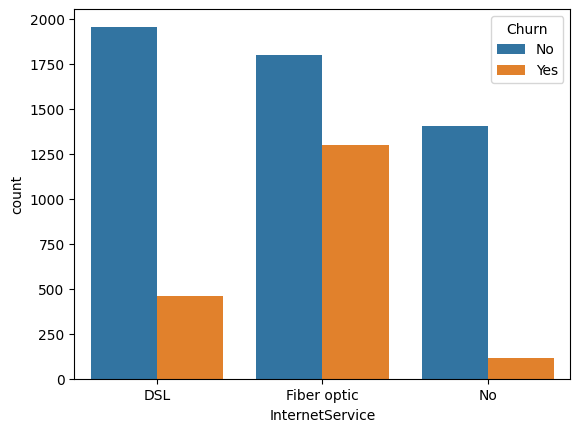 Churn
No
Yes
2000
1750
1500
1250
1000
750
500
250
0
count
DSL
Fiber optic
No
InternetService